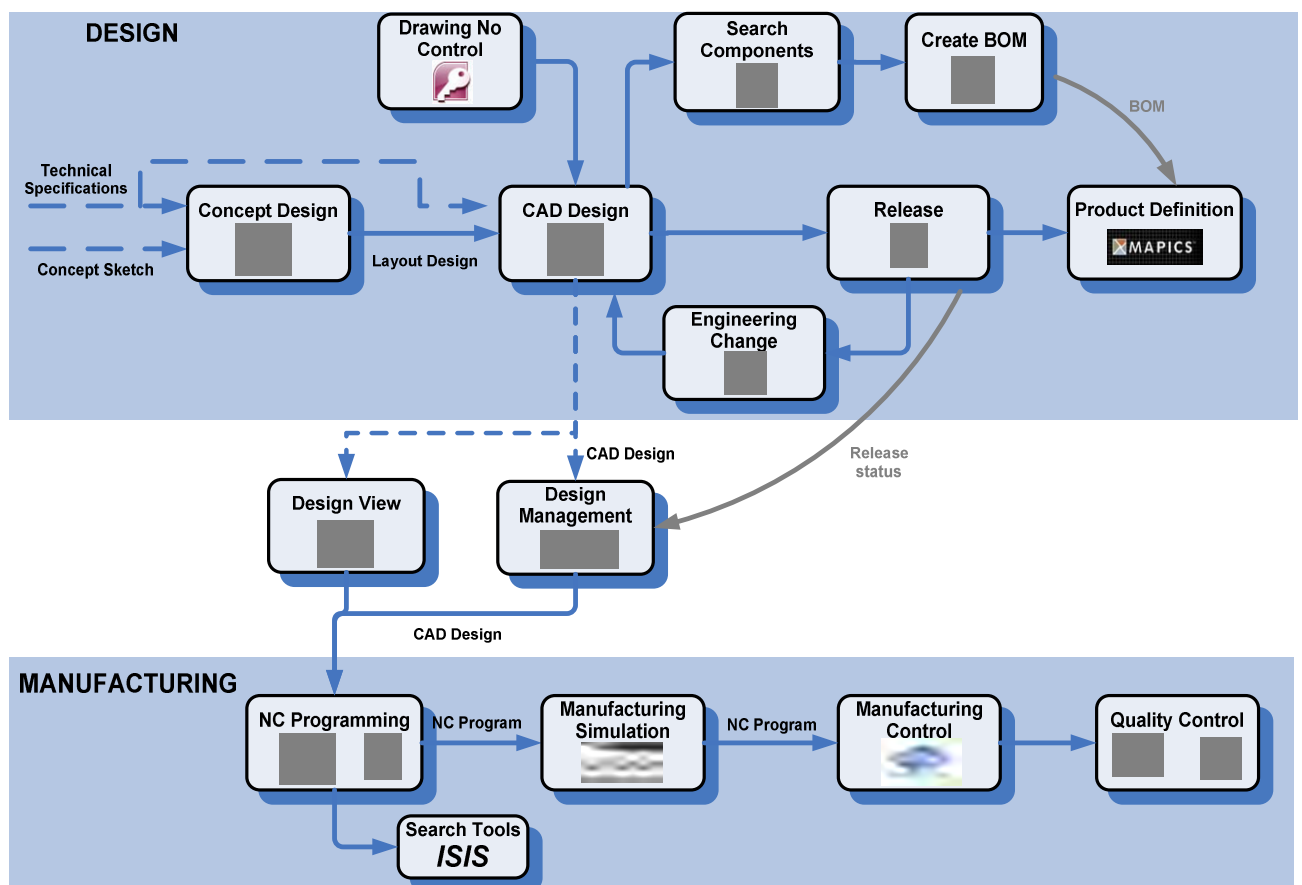 DESIGN
Drawing No
Control
Search
Components
Create BOM
BOM
Technical
Specifications
Concept Design
CAD Design
Release
Product Definition
MAPICS
Concept Sketch
Layout Design
Engineering
Change
CAD Design
Release
status
Design View
Design
Management
CAD Design
MANUFACTURING
NC Programming
NC Program
Manufacturing
Simulation
NC Program
Manufacturing
Control
Quality Control
Search Tools
ISIS